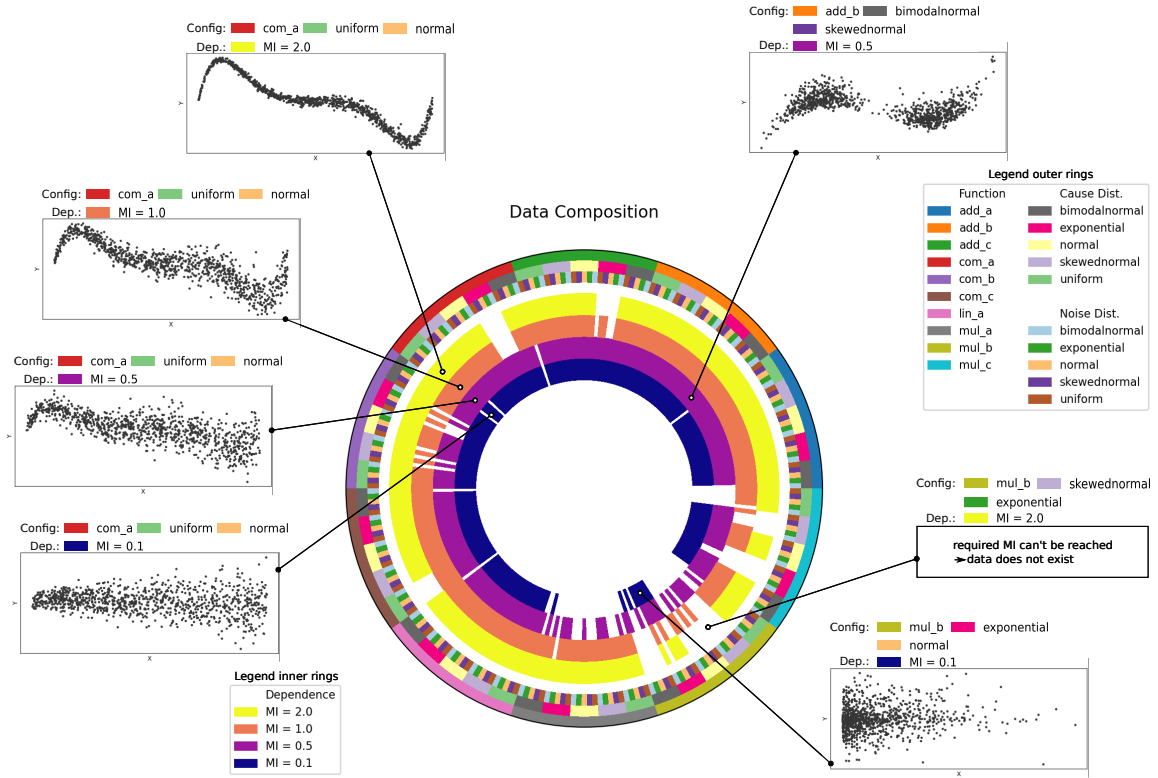 Config: com_a uniform normal
Dep.: MI = 2.0
Y
X
Config: add_b bimodalnormal
skewednormal
Dep.: MI = 0.5
Y
X
Config: com_a uniform normal
Dep.: MI = 1.0
Y
X
Data Composition
Legend outer rings
Function Cause Dist.
add_a bimodalnormal
add_b exponential
add_c normal
com_a skewednormal
com_b uniform
com_c
lin_a Noise Dist.
mul_a bimodalnormal
mul_b exponential
mul_c normal
skewednormal
uniform
Config: com_a uniform normal
Dep.: MI = 0.5
Y
X
Config: mul_b skewednormal
exponential
Dep.: MI = 2.0
required MI can't be reached
➛data does not exist
Config: com_a uniform normal
Dep.: MI = 0.1
Y
X
Config: mul_b exponential
normal
Dep.: MI = 0.1
Y
X
Legend inner rings
Dependence
MI = 2.0
MI = 1.0
MI = 0.5
MI = 0.1